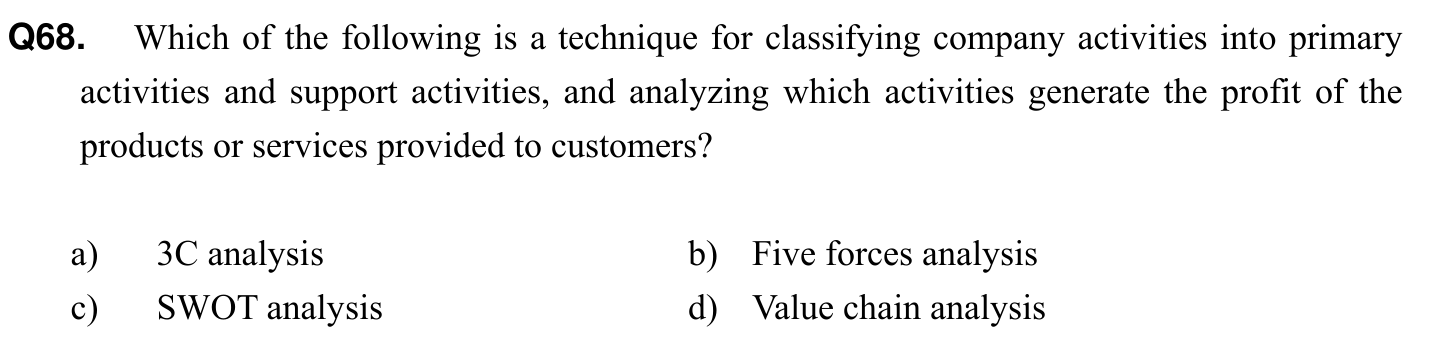 Q68. Which of the following is a technique for classifying company activities into primary
activities and support activities, and analyzing which activities generate the profit of the
products or services provided to customers?
a) 3C analysis b) Five forces analysis
c) SWOT analysis d) Value chain analysis